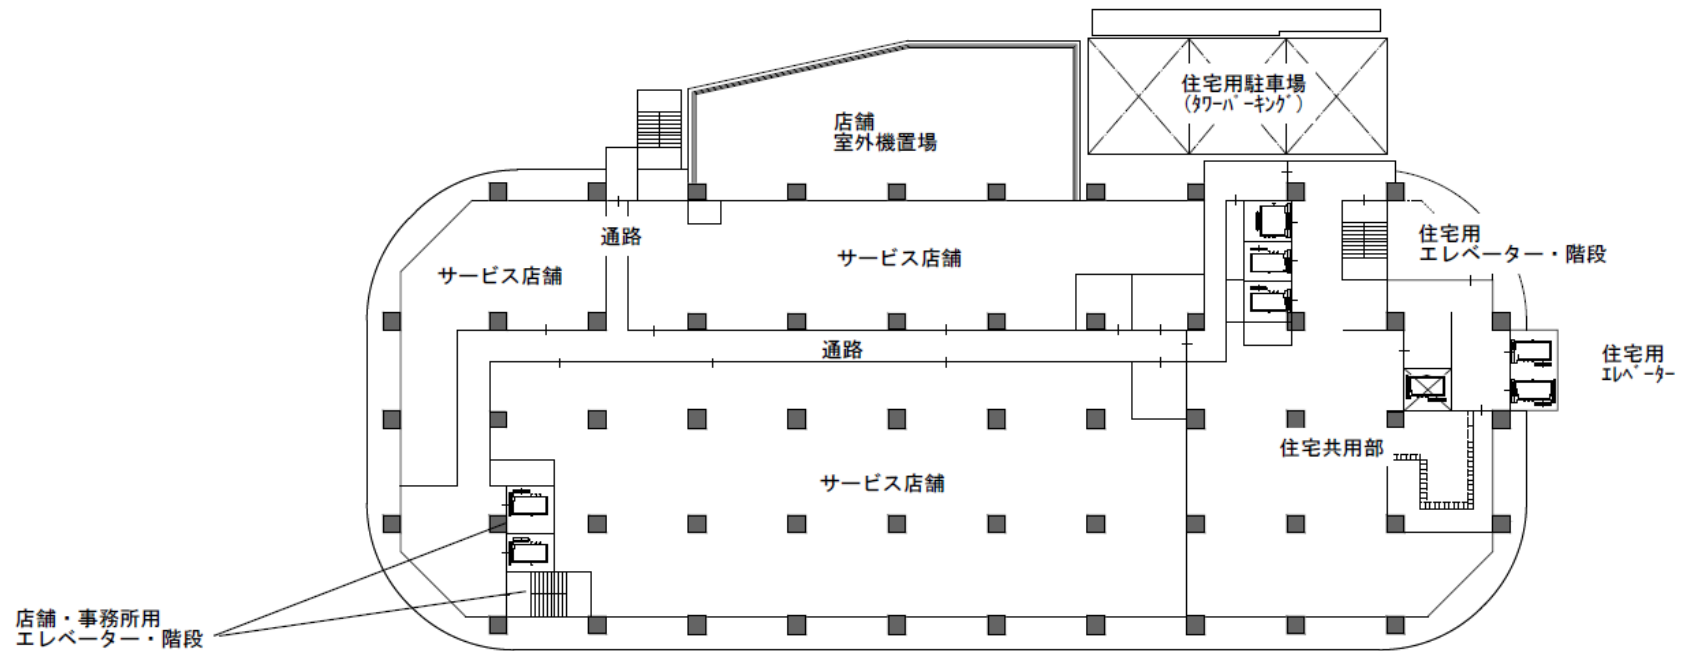 住宅用駐車場
(ﾀﾜｰﾊﾟｰｷﾝｸﾞ)
店舗
室外機置場
通路
サービス店舗
サービス店舗
住宅用
エレベーター・階段
通路
住宅用
ｴﾚﾍﾞｰﾀｰ
住宅共用部
サービス店舗
店舗・事務所用
エレベーター・階段